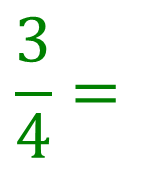 3/4 =